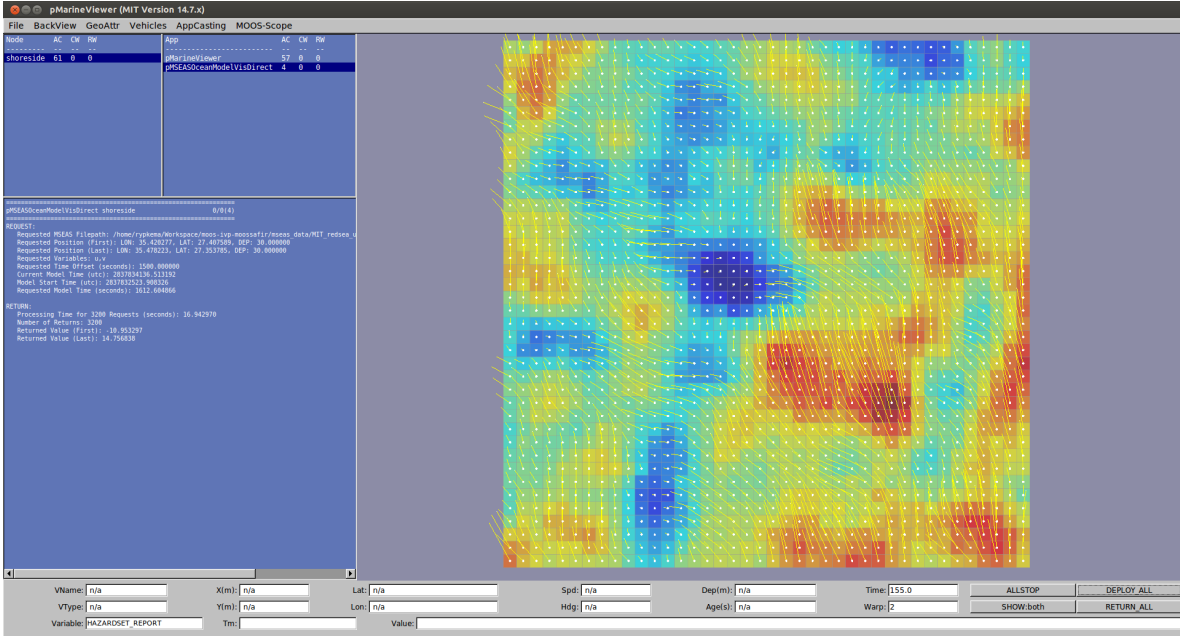 pMarineViewer (MIT Version 14.7.x)
File BackView GeoAttr Vehicles AppCasting MOOS-Scope
Node AC CW RW App AC CW RW
--------- -- -- -- ------------------------ -- -- --
shoreside 61 0 0 pMarineViewer 57 0 0
pMSEASOceanModelVisDirect 4 0 0
pMSEASOceanModelVisDirect shoreside 0/0(4)
REQUEST:
Requested MSEAS Filepath: /home/rypkema/Workspace/moos-ivp-moossafir/mseas_data/MIT_redsea_u
Requested Position (First): LON: 35.420277, LAT: 27.407589, DEP: 30.000000
Requested Position (Last): LON: 35.478223, LAT: 27.353785, DEP: 30.000000
Requested Variables: u,v
Requested Time Offset (seconds): 1500.000000
Current Model Time (utc): 2837834136.513192
Model Start Time (utc): 2837832523.908326
Requested Model Time (seconds): 1612.604866
RETURN:
Processing Time for 3200 Requests (seconds): 16.942970
Number of Returns: 3200
Returned Value (First): -10.953297
Returned Value (Last): 14.756838
VName: n/a X(m): n/a Lat: n/a Spd: n/a Dep(m): n/a Time: 155.0 ALLSTOP DEPLOY_ALL
VType: n/a Y(m): n/a Lon: n/a Hdg: n/a Age(s): n/a Warp: 2 SHOW:both RETURN_ALL
Variable: HAZARDSET_REPORT Tm: Value: